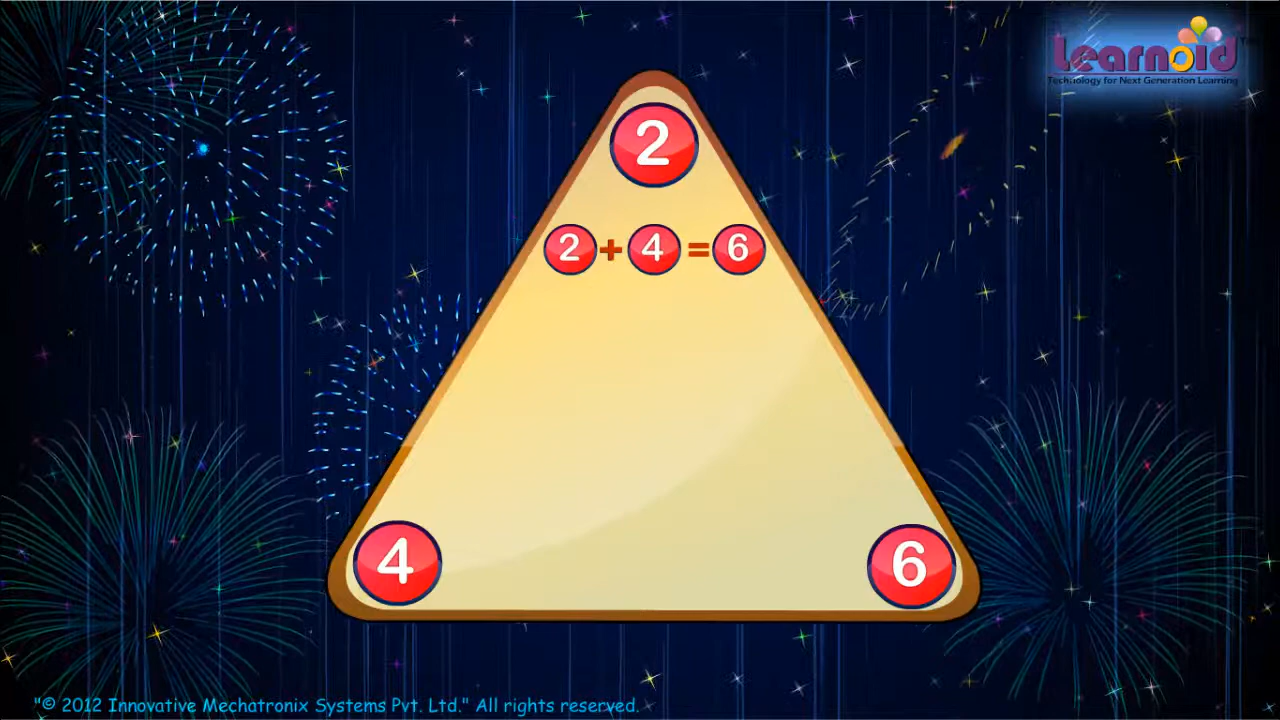 Learnoid™
Technology for Next Generation Learning
2
2 + 4 = 6
4
6
"© 2012 Innovative Mechatronix Systems Pvt. Ltd." All rights reserved.